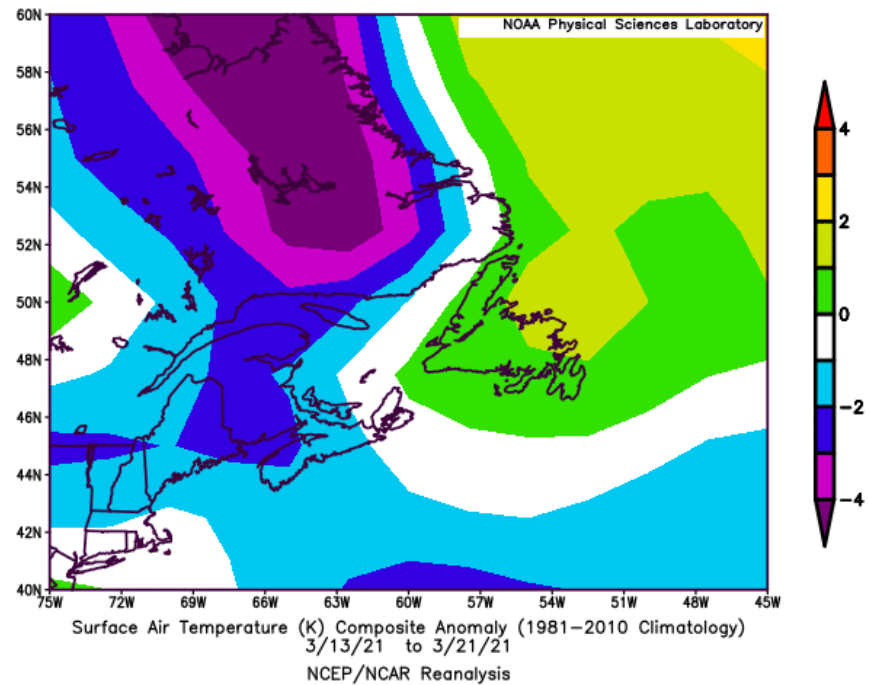 60N
NOAA Physical Sciences Laboratory
58N
56N
54N
52N
50N
48N
46N
44N
42N
40N
75W 72W 69W 66W 63W 60W 57W 54W 51W 48W 45W
4
2
0
−2
−4
Surface Air Temperature (K) Composite Anomaly (1981−2010 Climatology)
3/13/21 to 3/21/21
NCEP/NCAR Reanalysis